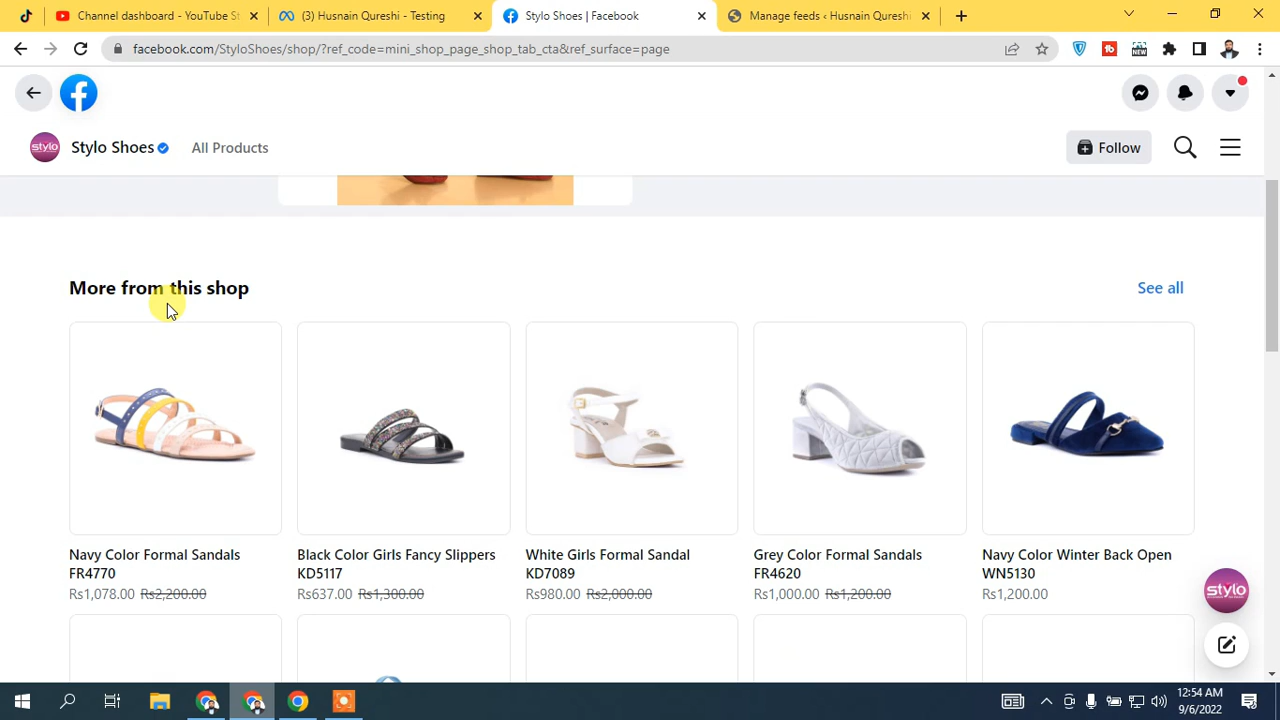 Channel dashboard - YouTube St
(3) Husnain Qureshi - Testing
Stylo Shoes | Facebook
Manage feeds ‹ Husnain Qureshi
facebook.com/StyloShoes/shop/?ref_code=mini_shop_page_shop_tab_cta&ref_surface=page
NEW
stylo
Stylo Shoes
All Products
Follow
More from this shop
See all
Navy Color Formal Sandals
FR4770
Rs1,078.00 Rs2,200.00
Black Color Girls Fancy Slippers
KD5117
Rs637.00 Rs1,300.00
White Girls Formal Sandal
KD7089
Rs980.00 Rs2,000.00
Grey Color Formal Sandals
FR4620
Rs1,000.00 Rs1,200.00
Navy Color Winter Back Open
WN5130
Rs1,200.00
stylo
12:54 AM
9/6/2022